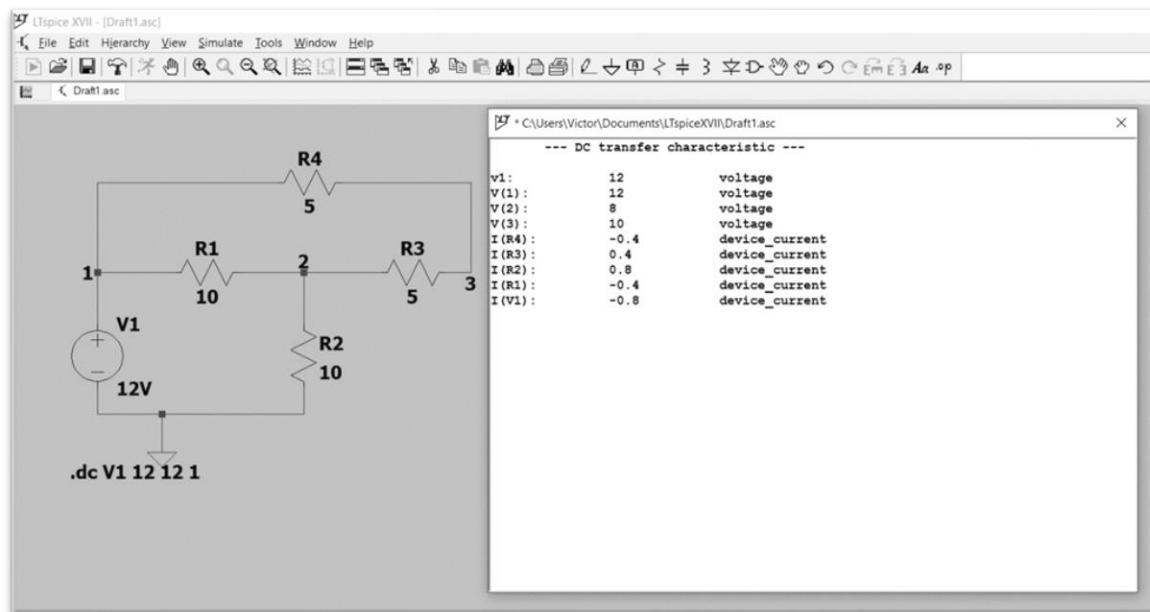 LTspice XVII - [Draft1.asc]
File Edit Hierarchy View Simulate Tools Window Help
Draft1.asc
R4
5
R1
2
R3
1
10
5
3
V1
R2
12V
10
.dc V1 12 12 1
* C:\Users\Victor\Documents\LTspiceXVII\Draft1.asc
--- DC transfer characteristic ---
v1: 12 voltage
V(1): 12 voltage
V(2): 8 voltage
V(3): 10 voltage
I(R4): -0.4 device_current
I(R3): 0.4 device_current
I(R2): 0.8 device_current
I(R1): -0.4 device_current
I(V1): -0.8 device_current